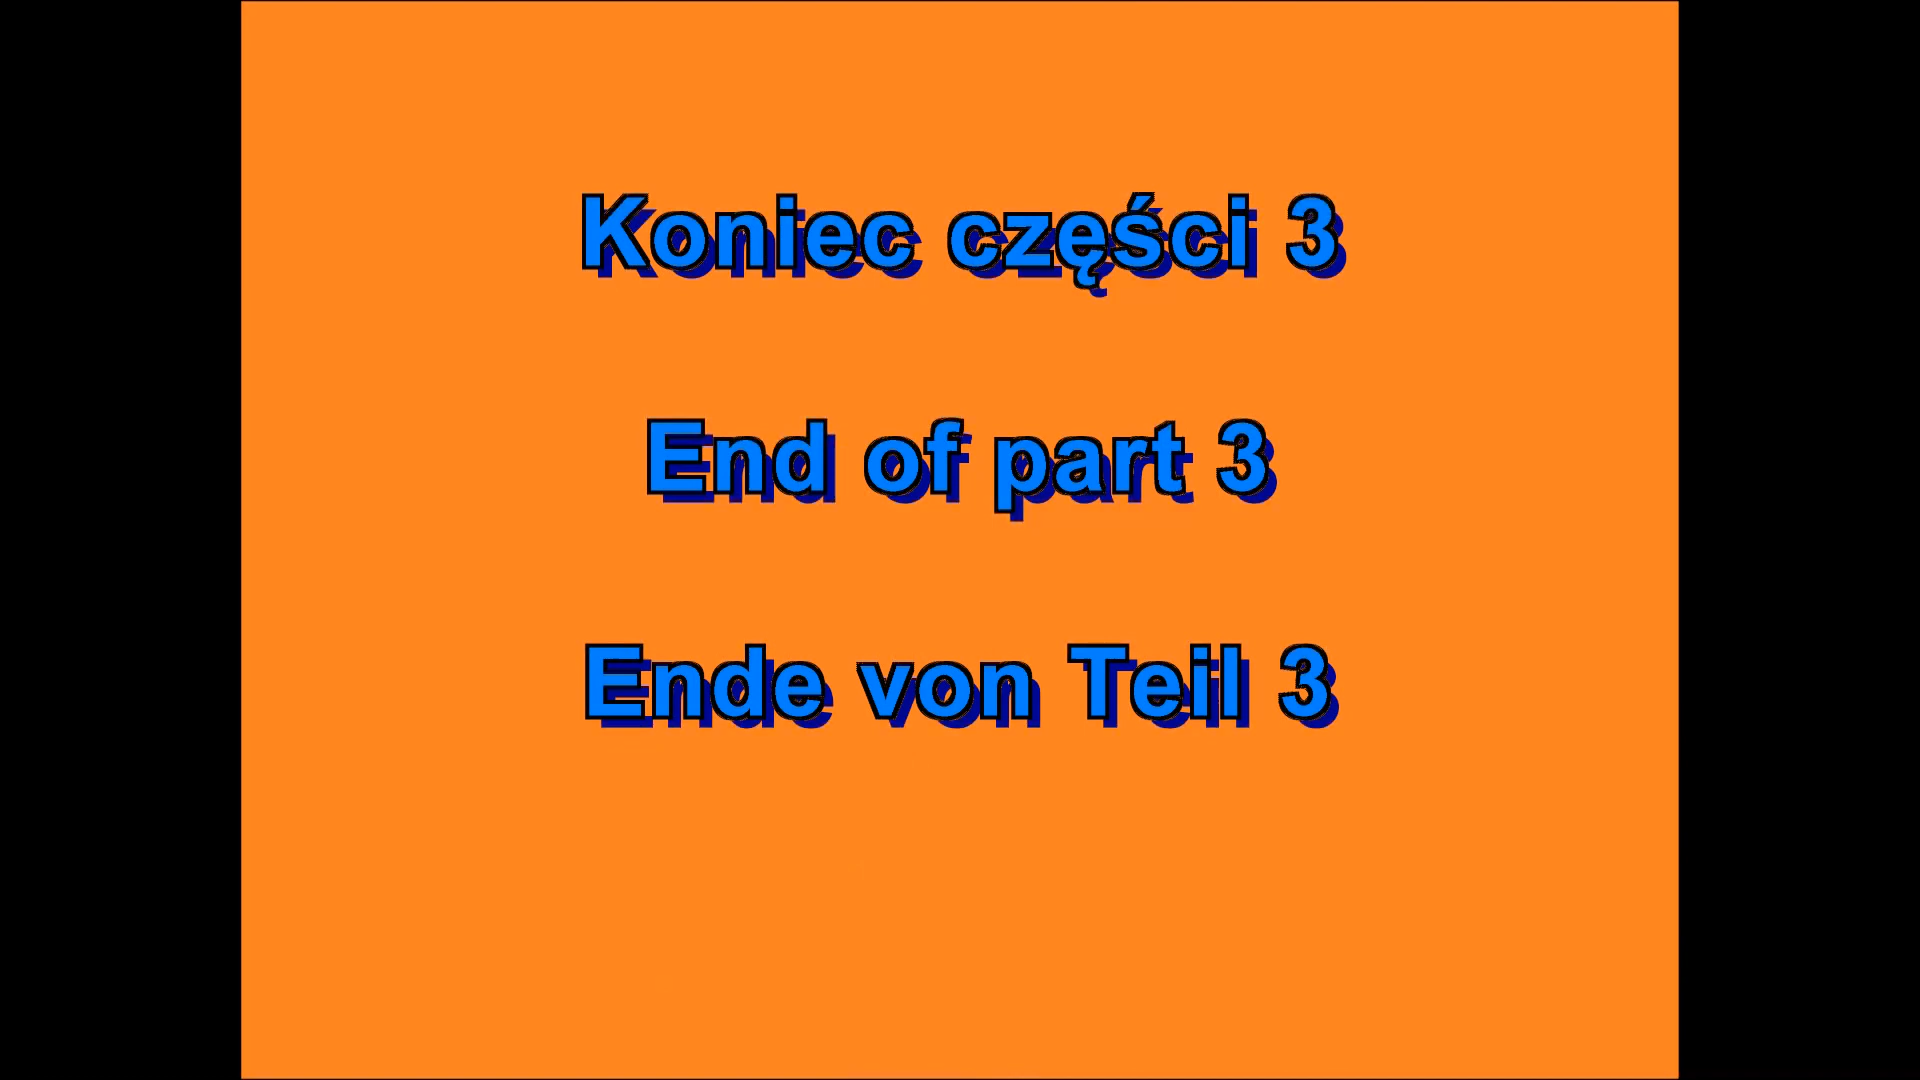 Koniec części 3
End of part 3
Ende von Teil 3